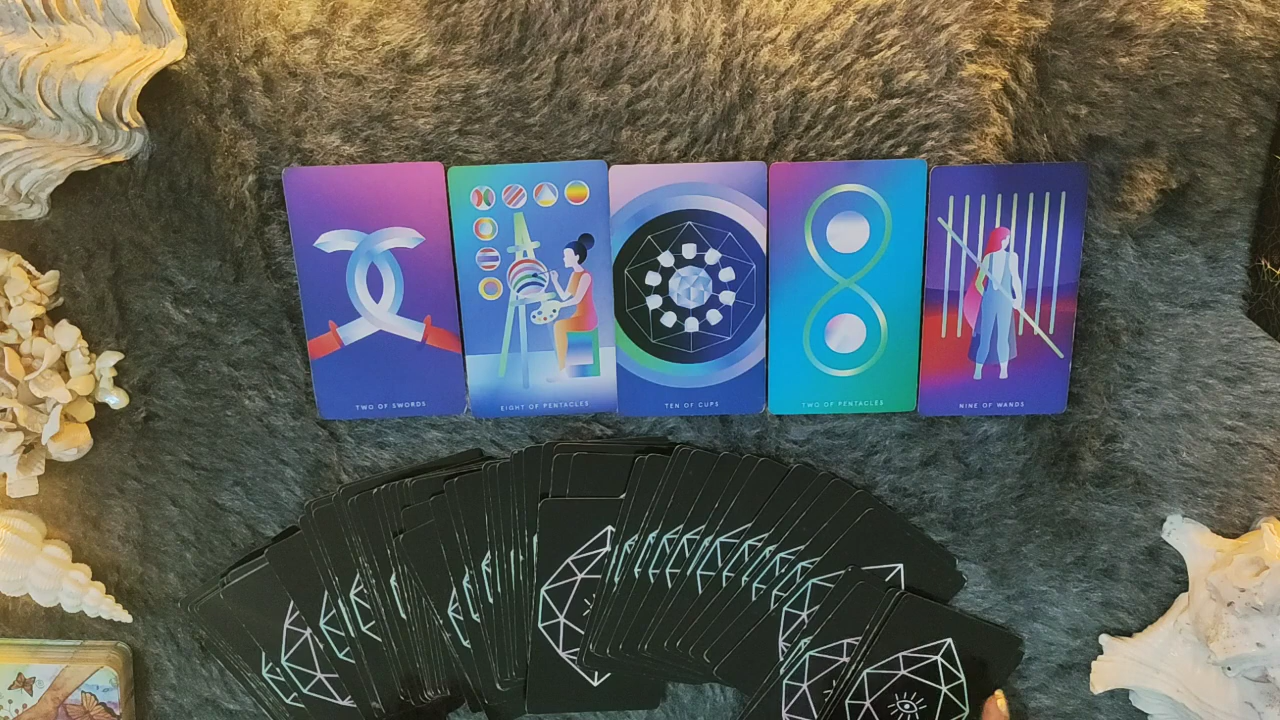 TWO OF SWORDS
EIGHT OF PENTACLES
TEN OF CUPS
TWO OF PENTACLES
NINE OF WANDS